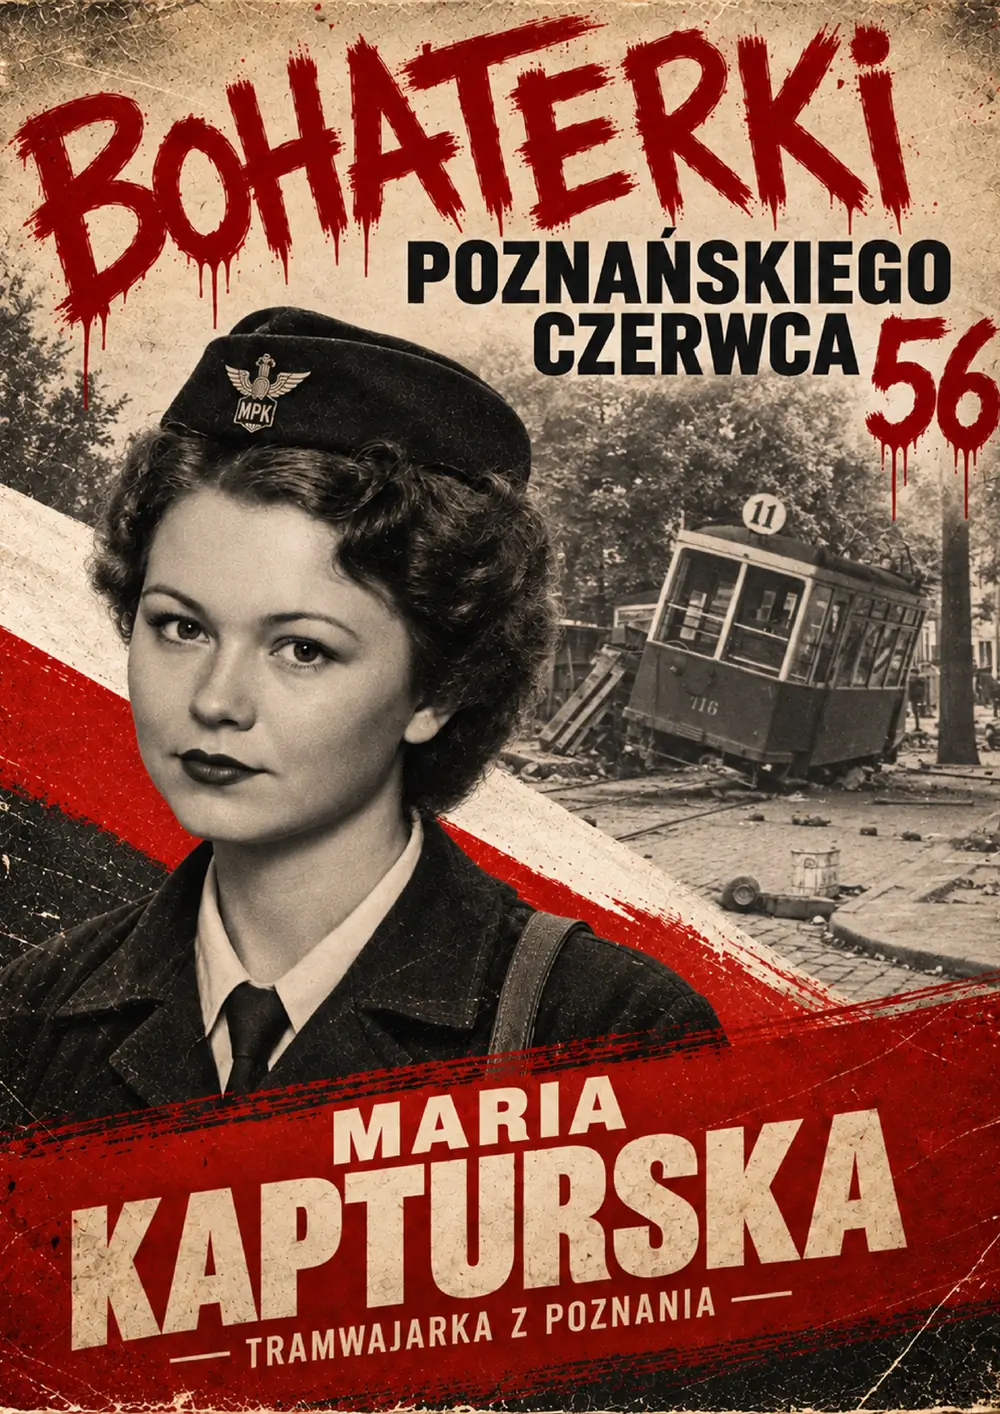 BOHATERKi
POZNAŃSKIEGO
CZERWCA 56
MPK
11
116
MARIA
KAPTURSKA
— TRAMWAJARKA Z POZNANIA —